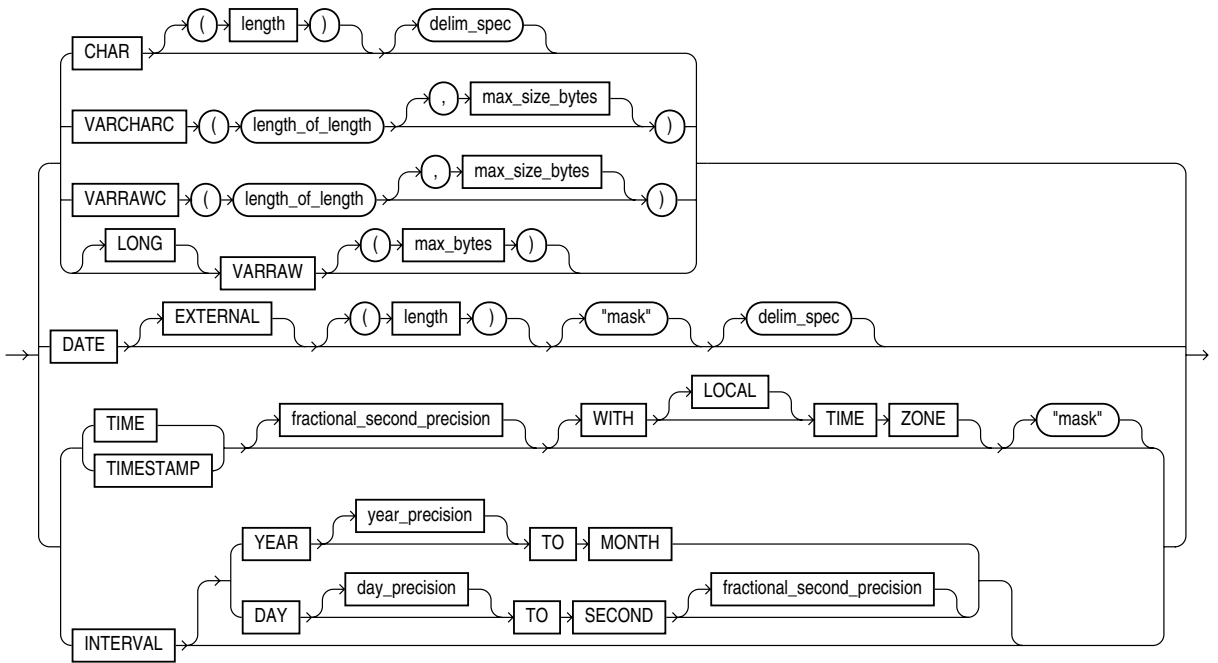 ( length ) delim_spec
CHAR
, max_size_bytes
VARCHARC ( length_of_length )
, max_size_bytes
VARRAWC ( length_of_length )
LONG ( max_bytes )
VARRAW
EXTERNAL ( length ) "mask" delim_spec
DATE
LOCAL
TIME fractional_second_precision WITH TIME ZONE "mask"
TIMESTAMP
year_precision
YEAR TO MONTH
day_precision fractional_second_precision
DAY TO SECOND
INTERVAL